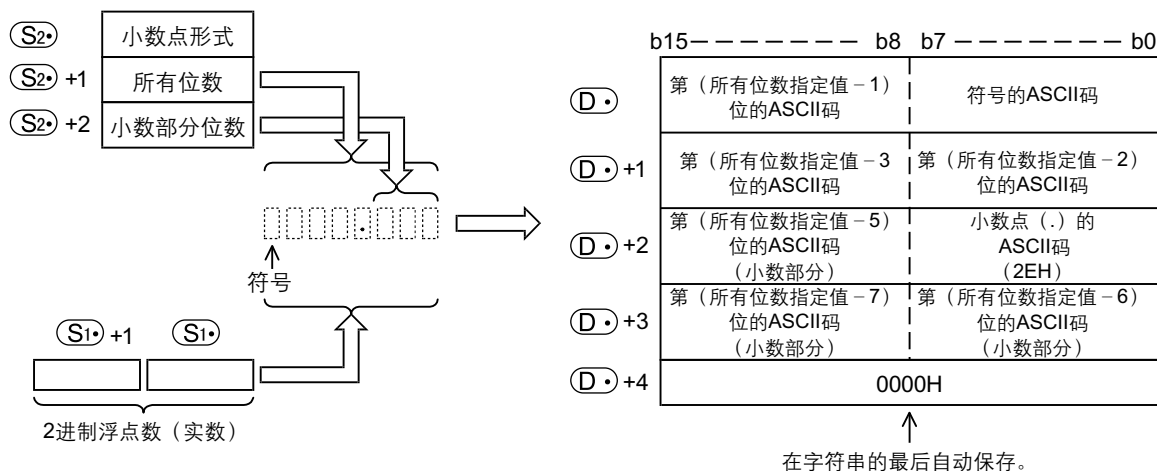 S2• 小数点形式
S2• +1 所有位数
S2• +2 小数部分位数
.
符号
S1• +1 S1•
2进制浮点数（实数）
b15 b8 b7 b0
D•
第（所有位数指定值－1）
位的ASCII码
符号的ASCII码
D• +1
第（所有位数指定值－3
位的ASCII码
第（所有位数指定值－2）
位的ASCII码
D• +2
第（所有位数指定值－5）
位的ASCII码
（小数部分）
小数点（.）的
ASCII码
（2EH）
D• +3
第（所有位数指定值－7）
位的ASCII码
（小数部分）
第（所有位数指定值－6）
位的ASCII码
（小数部分）
D• +4
0000H
在字符串的最后自动保存。